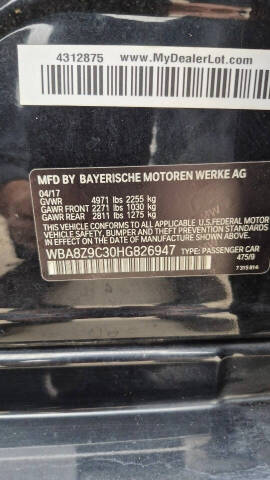 4312875
www.MyDealerLot.com
MFD BY BAYERISCHE MOTOREN WERKE AG
04/17
GVWR 4971 lbs 2255 kg
GAWR FRONT 2271 lbs 1030 kg
GAWR REAR 2811 lbs 1275 kg
THIS VEHICLE CONFORMS TO ALL APPLICABLE
U.S. FEDERAL MOTOR
VEHICLE SAFETY, BUMPER, AND THEFT PREVENTION
STANDARDS IN EFFECT ON THE DATE OF
MANUFACTURE SHOWN ABOVE.
WBA8Z9C30HG826947 TYPE: PASSENGER CAR
475/9
7 315 814